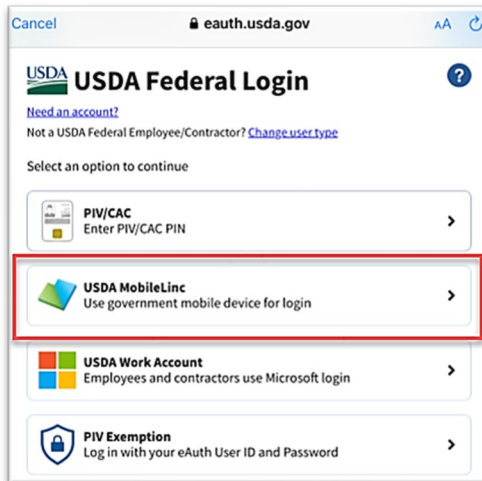 Cancel eauth.usda.gov AA
USDA USDA Federal Login ?
Need an account?
Not a USDA Federal Employee/Contractor? Change user type
Select an option to continue
PIV/CAC
Enter PIV/CAC PIN
USDA MobileLinc
Use government mobile device for login
USDA Work Account
Employees and contractors use Microsoft login
PIV Exemption
Log in with your eAuth User ID and Password